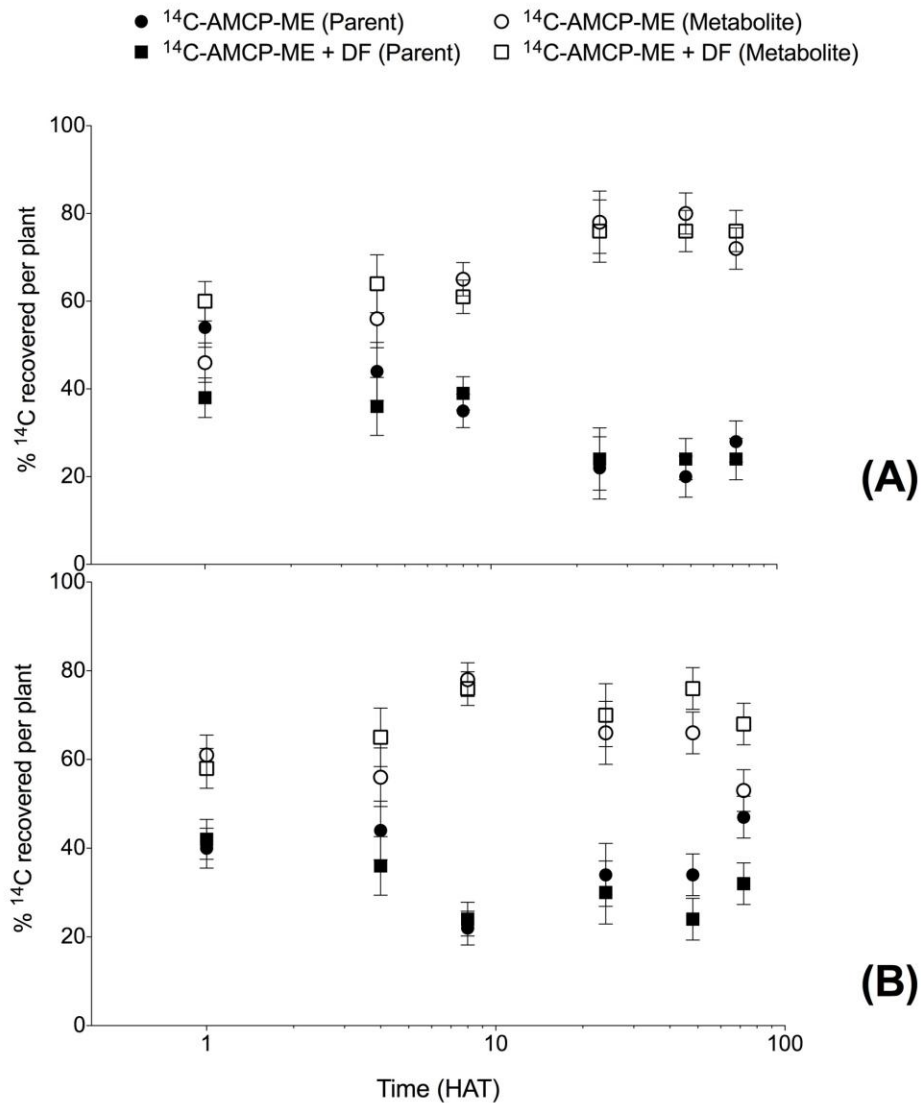 ● ¹⁴C-AMCP-ME (Parent) ○ ¹⁴C-AMCP-ME (Metabolite)
■ ¹⁴C-AMCP-ME + DF (Parent) □ ¹⁴C-AMCP-ME + DF (Metabolite)
100
80
60
40
20
0
% ¹⁴C recovered per plant
(A)
100
80
60
40
20
0
% ¹⁴C recovered per plant
(B)
1 10 100
Time (HAT)